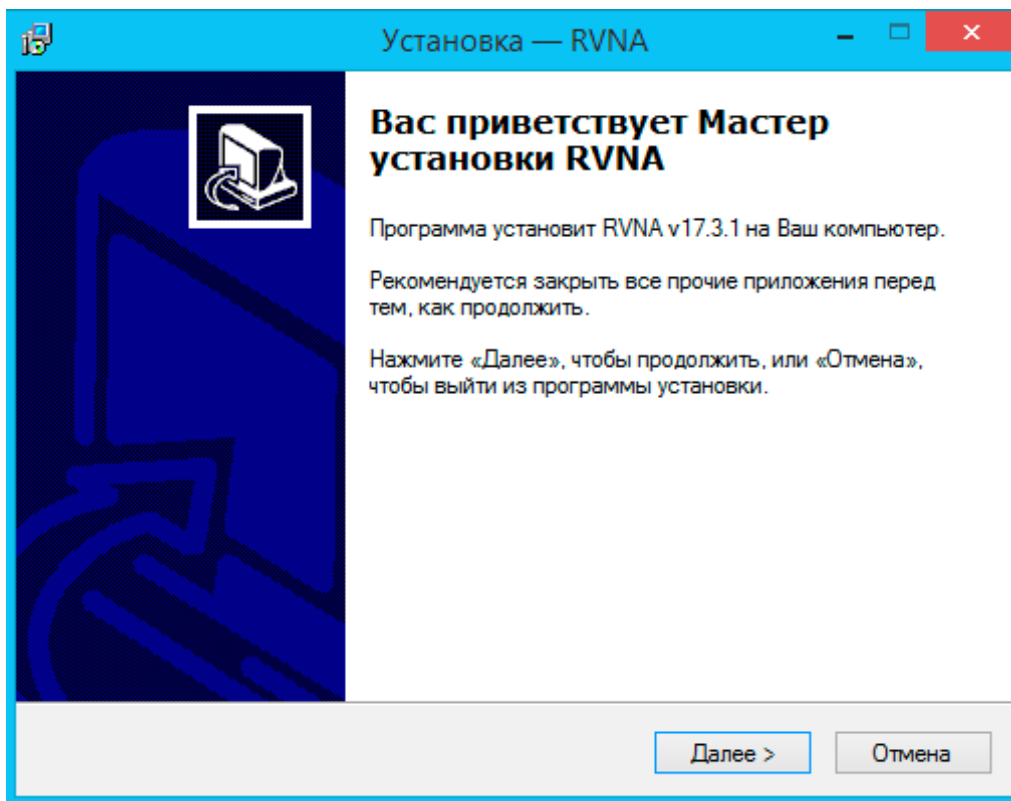 Установка — RVNA
Вас приветствует Мастер
установки RVNA
Программа установит RVNA v17.3.1 на Ваш компьютер.
Рекомендуется закрыть все прочие приложения перед
тем, как продолжить.
Нажмите «Далее», чтобы продолжить, или «Отмена»,
чтобы выйти из программы установки.
Далее >
Отмена